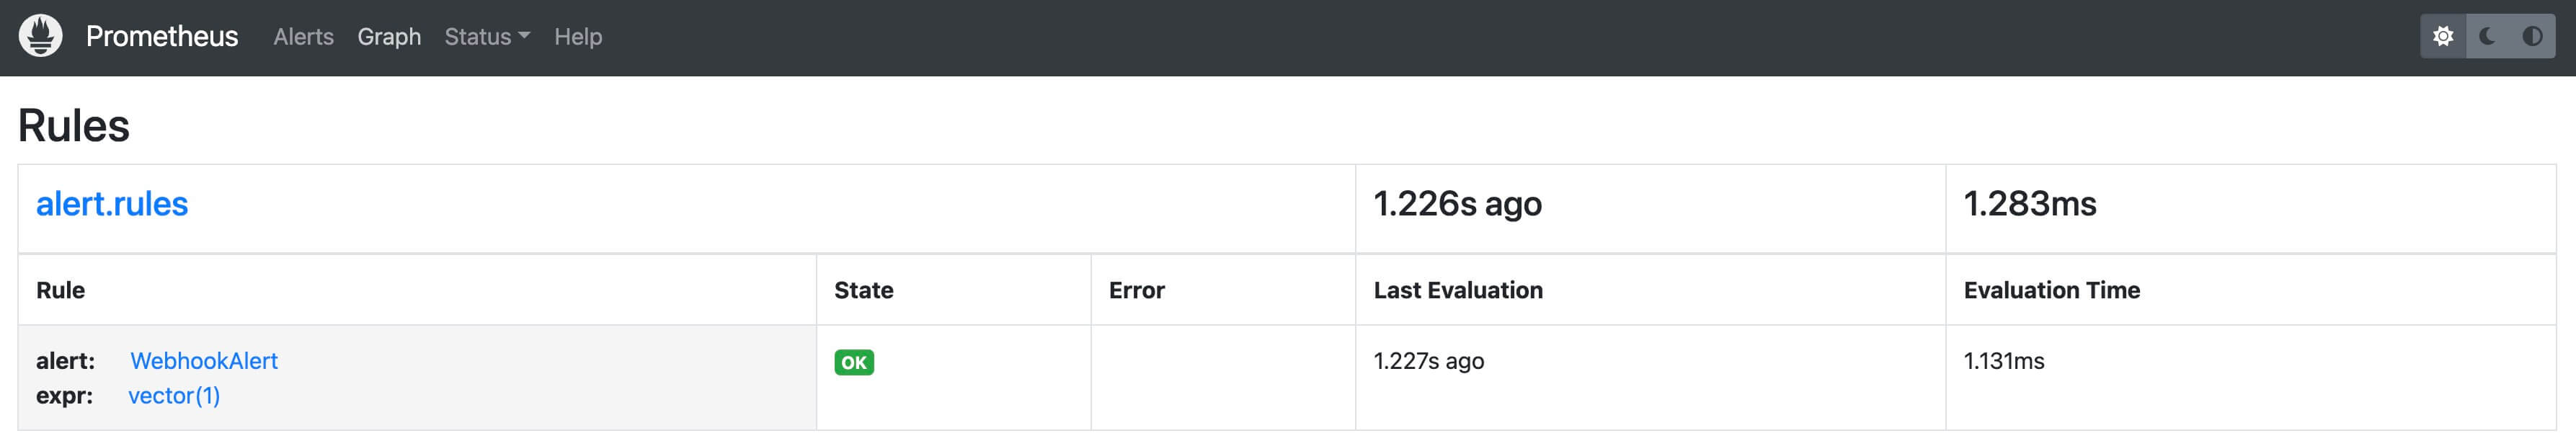 Prometheus Alerts Graph Status Help
Rules
alert.rules 1.226s ago 1.283ms
Rule State Error Last Evaluation Evaluation Time
alert: WebhookAlert OK 1.227s ago 1.131ms
expr: vector(1)